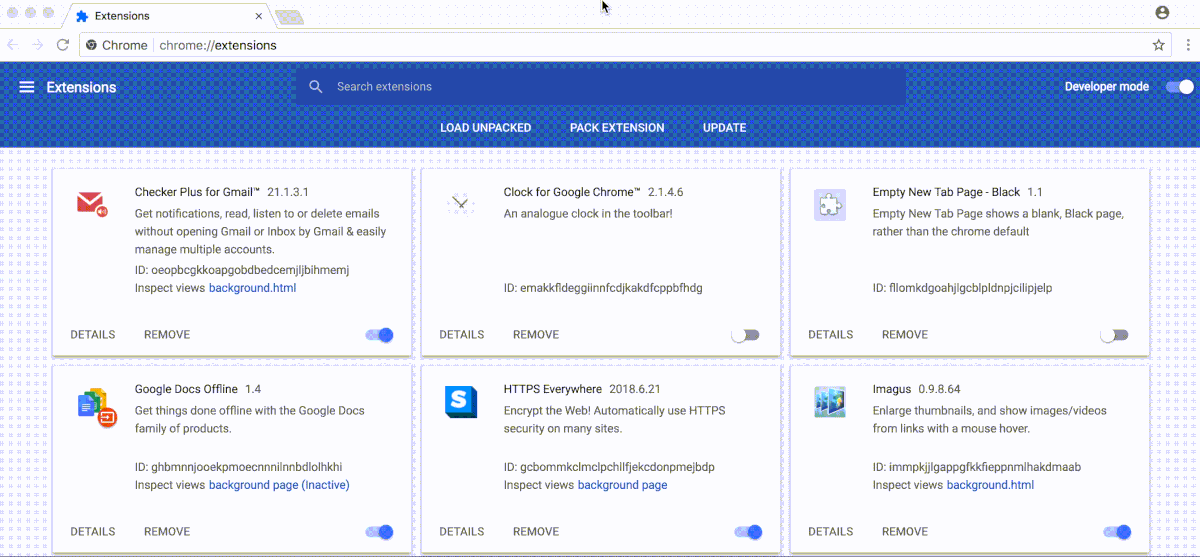 Extensions
Chrome chrome://extensions
Extensions
Search extensions
Developer mode
LOAD UNPACKED PACK EXTENSION UPDATE
Checker Plus for Gmail™ 21.1.3.1
Get notifications, read, listen to or delete emails
without opening Gmail or Inbox by Gmail & easily
manage multiple accounts.
ID: oeopbcgkkoapgobdbedcemjljbihmemj
Inspect views background.html
DETAILS REMOVE
Clock for Google Chrome™ 2.1.4.6
An analogue clock in the toolbar!
ID: emakkfldeggiinnfcdjkakdfcppbfhdg
DETAILS REMOVE
Empty New Tab Page - Black 1.1
Empty New Tab Page shows a blank, Black page,
rather than the chrome default
ID: fllomkdgoahjlgcblpldnpjcilipjelp
DETAILS REMOVE
Google Docs Offline 1.4
Get things done offline with the Google Docs
family of products.
ID: ghbmnnjooekpmoecnnnilnnbdlolhkhi
Inspect views background page (Inactive)
DETAILS REMOVE
HTTPS Everywhere 2018.6.21
Encrypt the Web! Automatically use HTTPS
security on many sites.
ID: gcbommkclmclpchllfjekcdonpmejbdp
Inspect views background page
DETAILS REMOVE
Imagus 0.9.8.64
Enlarge thumbnails, and show images/videos
from links with a mouse hover.
ID: immpkjjlgappgfkkfieppnmlhakdmaab
Inspect views background.html
DETAILS REMOVE